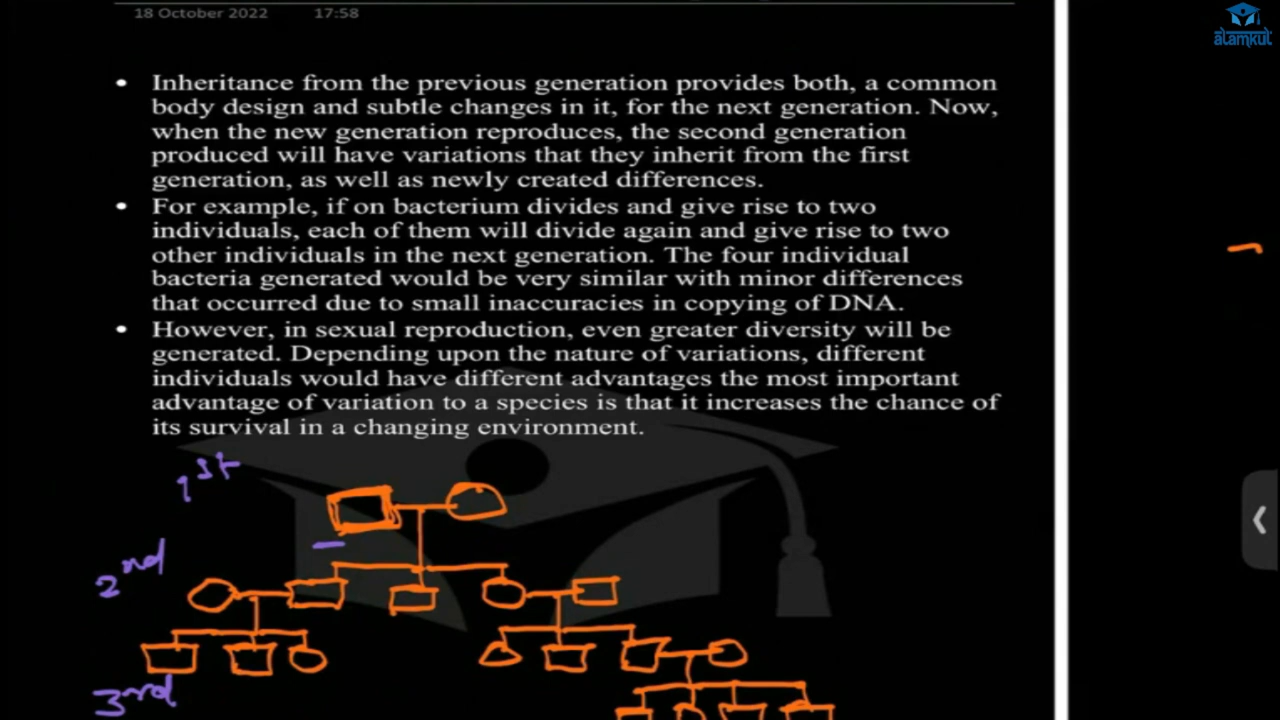 18 October 2022 17:58
alamkul
• Inheritance from the previous generation provides both, a common
body design and subtle changes in it, for the next generation. Now,
when the new generation reproduces, the second generation
produced will have variations that they inherit from the first
generation, as well as newly created differences.
• For example, if on bacterium divides and give rise to two
individuals, each of them will divide again and give rise to two
other individuals in the next generation. The four individual
bacteria generated would be very similar with minor differences
that occurred due to small inaccuracies in copying of DNA.
• However, in sexual reproduction, even greater diversity will be
generated. Depending upon the nature of variations, different
individuals would have different advantages the most important
advantage of variation to a species is that it increases the chance of
its survival in a changing environment.
1st
2nd
3rd